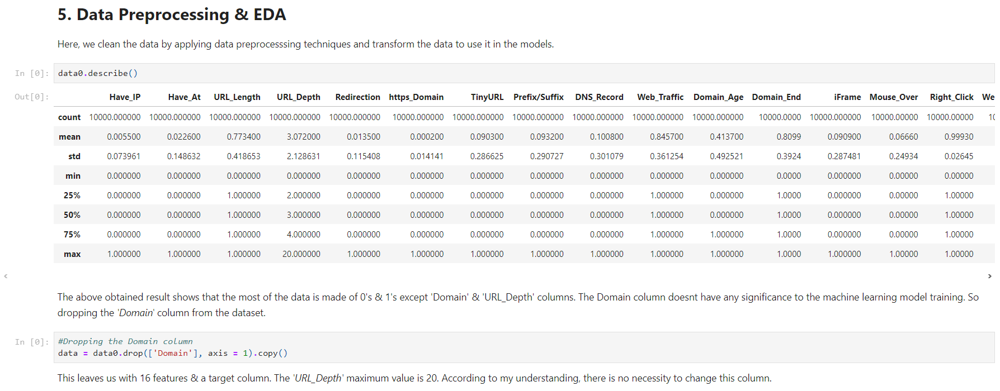 5. Data Preprocessing & EDA
Here, we clean the data by applying data preprocesssing techniques and transform the data to use it in the models.
In [0]: data0.describe()
Out[0]: Have_IP Have_At URL_Length URL_Depth Redirection https_Domain TinyURL Prefix/Suffix DNS_Record Web_Traffic Domain_Age Domain_End iFrame Mouse_Over Right_Click We
count 10000.000000 10000.000000 10000.000000 10000.000000 10000.000000 10000.000000 10000.000000 10000.000000 10000.000000 10000.000000 10000.000000 10000.0000 10000.000000 10000.00000 10000.00000 10
mean 0.005500 0.022600 0.773400 3.072000 0.013500 0.000200 0.090300 0.093200 0.100800 0.845700 0.413700 0.8099 0.090900 0.06660 0.99930
std 0.073961 0.148632 0.418653 2.128631 0.115408 0.014141 0.286625 0.290727 0.301079 0.361254 0.492521 0.3924 0.287481 0.24934 0.02645
min 0.000000 0.000000 0.000000 0.000000 0.000000 0.000000 0.000000 0.000000 0.000000 0.000000 0.000000 0.0000 0.000000 0.00000 0.00000
25% 0.000000 0.000000 1.000000 2.000000 0.000000 0.000000 0.000000 0.000000 0.000000 1.000000 0.000000 1.0000 0.000000 0.00000 1.00000
50% 0.000000 0.000000 1.000000 3.000000 0.000000 0.000000 0.000000 0.000000 0.000000 1.000000 0.000000 1.0000 0.000000 0.00000 1.00000
75% 0.000000 0.000000 1.000000 4.000000 0.000000 0.000000 0.000000 0.000000 0.000000 1.000000 1.000000 1.0000 0.000000 0.00000 1.00000
max 1.000000 1.000000 1.000000 20.000000 1.000000 1.000000 1.000000 1.000000 1.000000 1.000000 1.000000 1.0000 1.000000 1.00000 1.00000
The above obtained result shows that the most of the data is made of 0's & 1's except 'Domain' & 'URL_Depth' columns. The Domain column doesnt have any significance to the machine learning model training. So
dropping the 'Domain' column from the dataset.
In [0]: #Dropping the Domain column
data = data0.drop(['Domain'], axis = 1).copy()
This leaves us with 16 features & a target column. The 'URL_Depth' maximum value is 20. According to my understanding, there is no necessity to change this column.